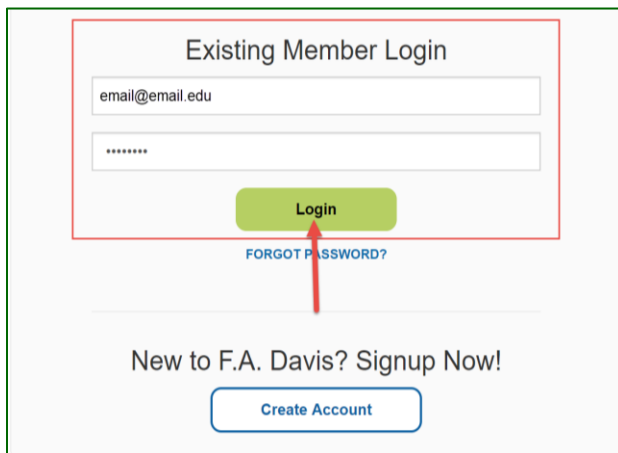 Existing Member Login
email@email.edu
••••••••
Login
FORGOT PASSWORD?
New to F.A. Davis? Signup Now!
Create Account